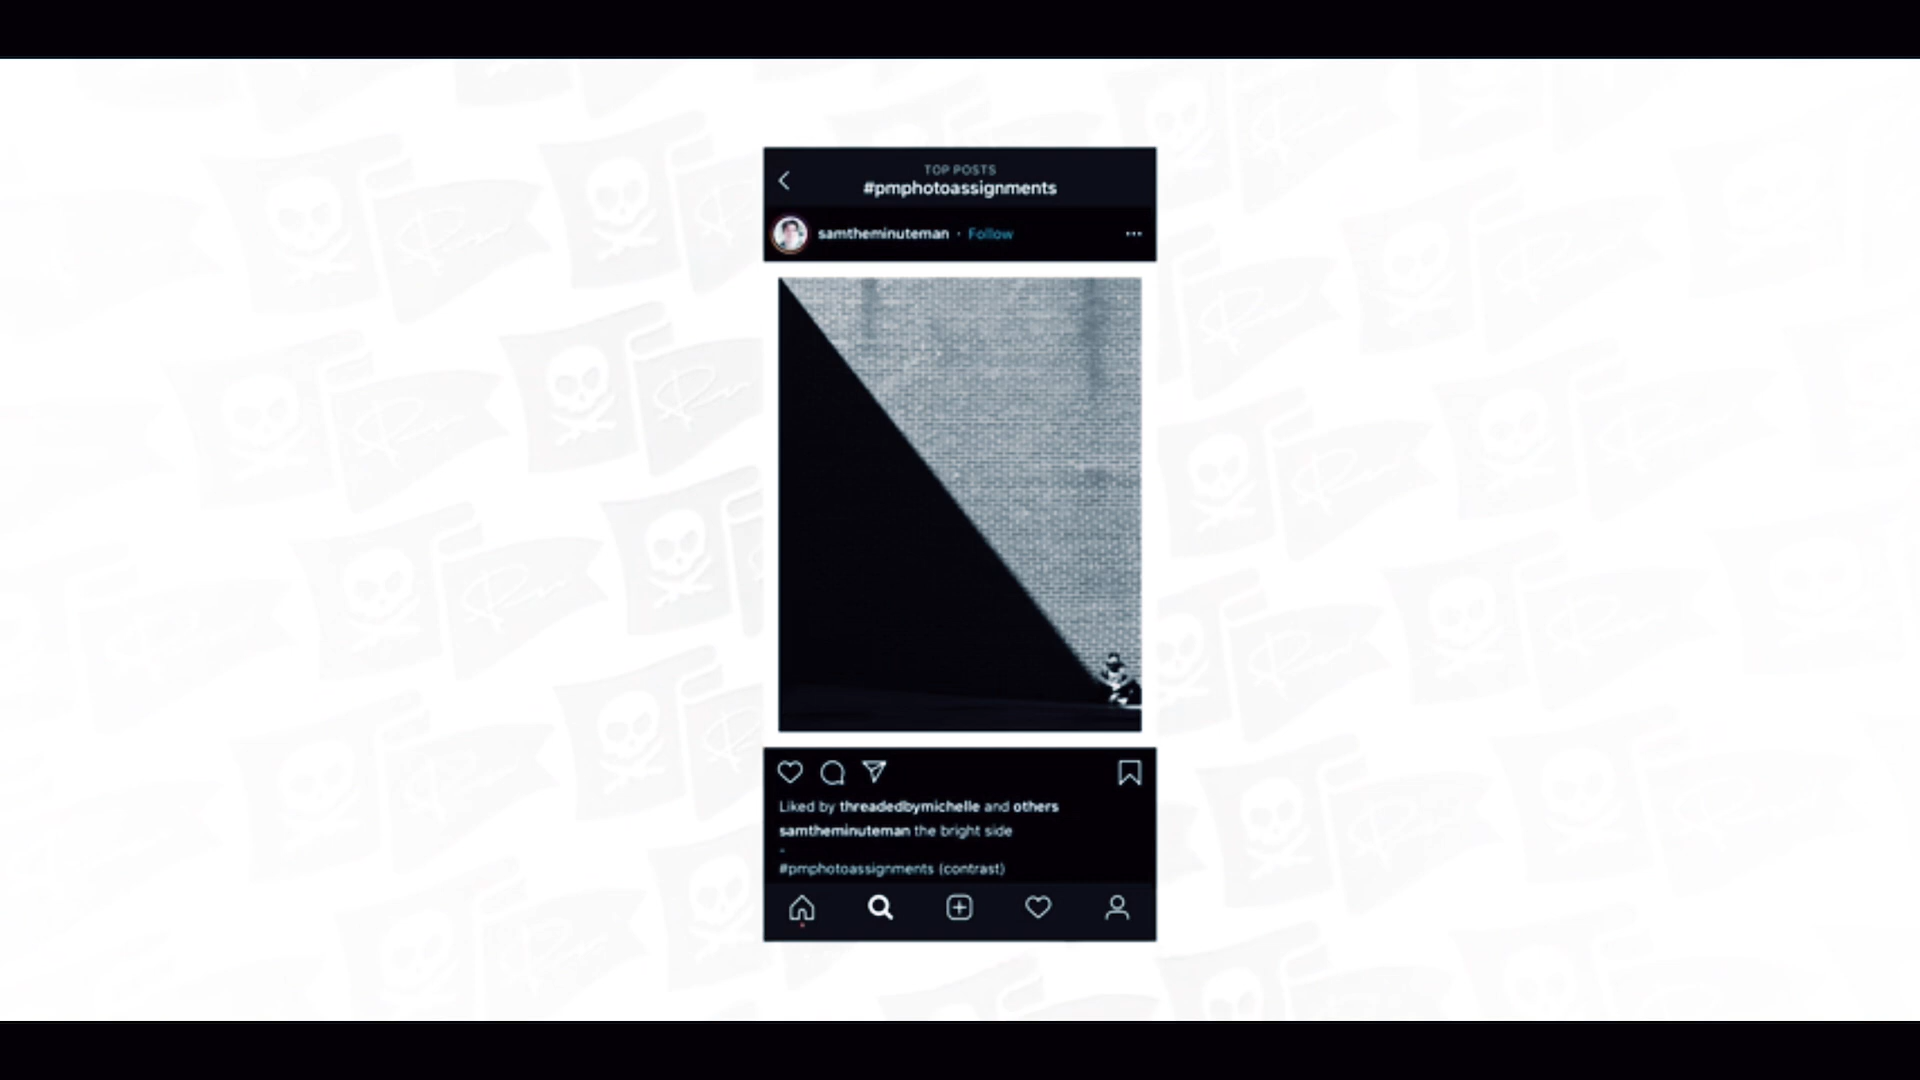 TOP POSTS
#pmphotoassignments
samtheminuteman · Follow
Liked by threadedbymichelle and others
samtheminuteman the bright side
-
#pmphotoassignments (contrast)